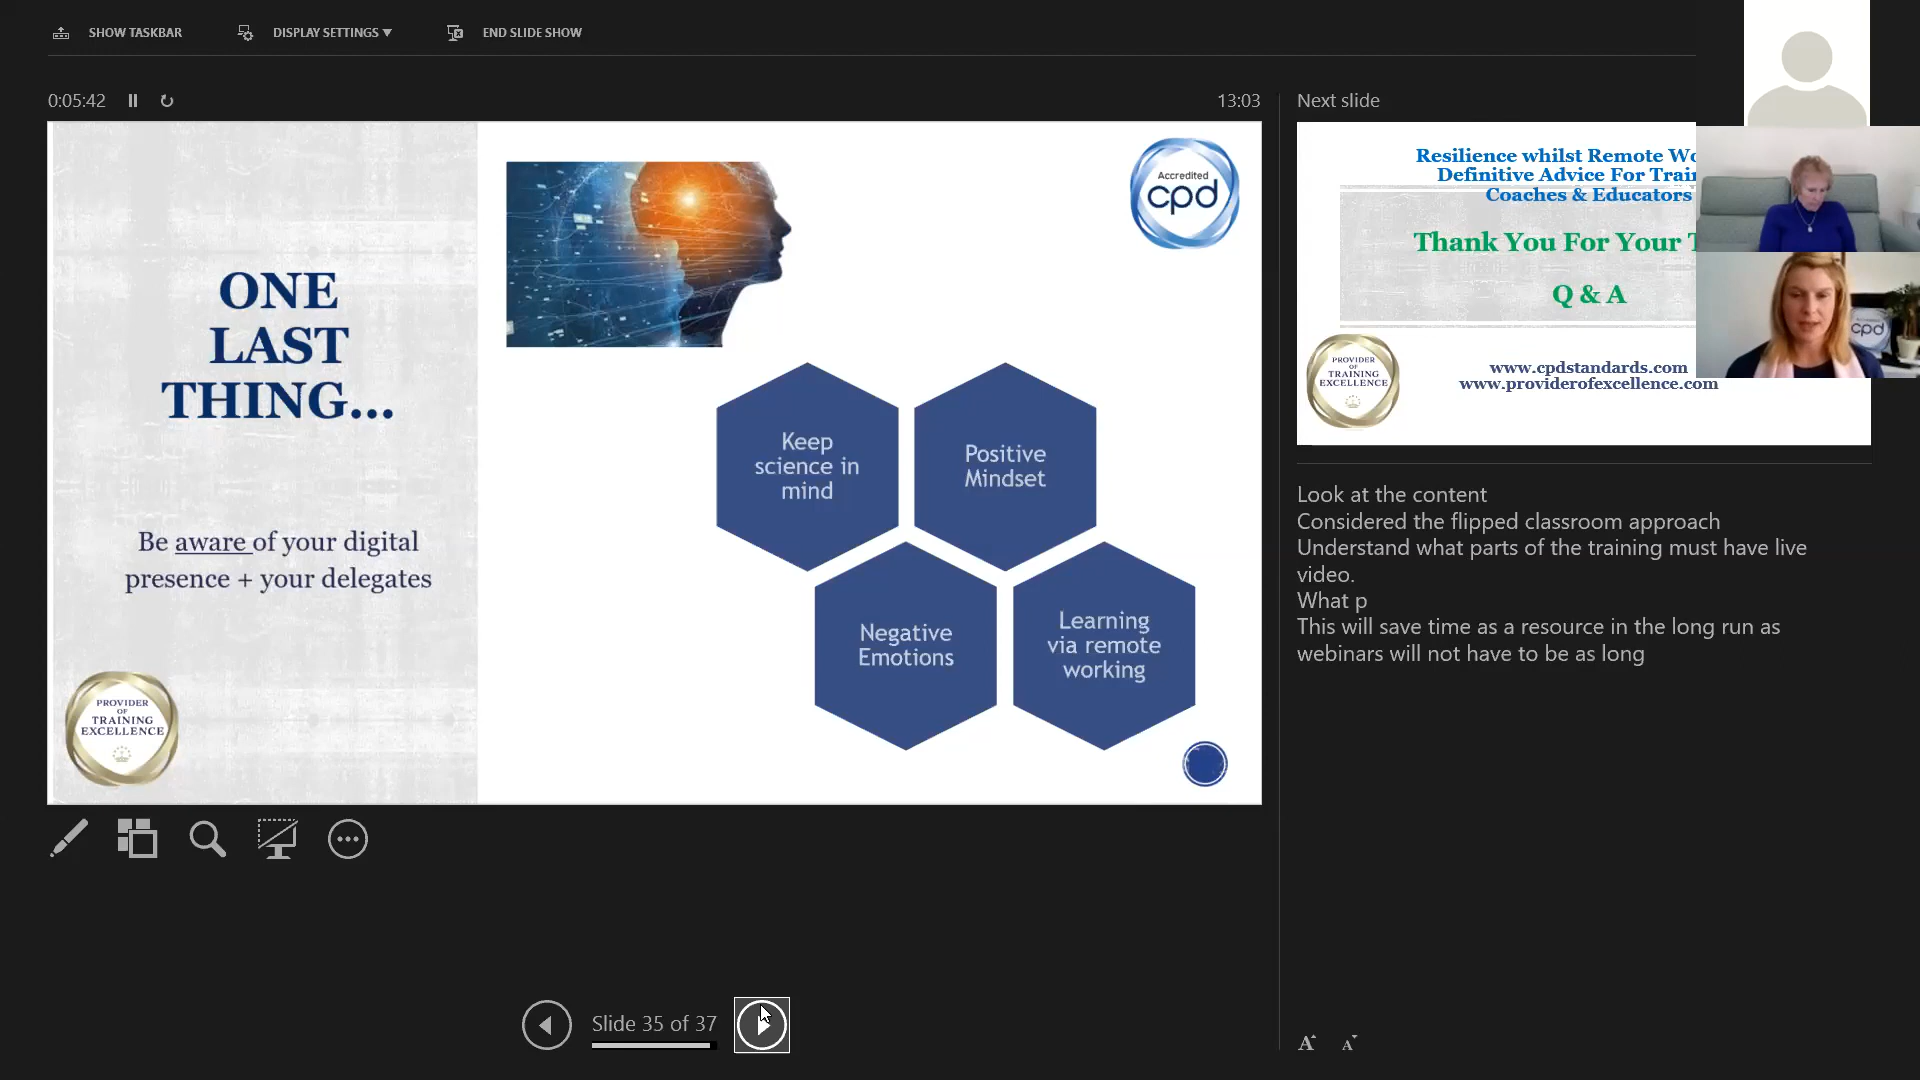 SHOW TASKBAR
DISPLAY SETTINGS
END SLIDE SHOW
0:05:42
13:03
Next slide
ONE
LAST
THING...
Be aware of your digital
presence + your delegates
PROVIDER
OF
TRAINING
EXCELLENCE
Accredited
cpd
Keep
science in
mind
Positive
Mindset
Negative
Emotions
Learning
via remote
working
Resilience whilst Remote
Definitive Advice For
Coaches & Educators
Thank You For Your
Q & A
PROVIDER
OF
TRAINING
EXCELLENCE
www.cpdstandards.com
www.providerofexcellence.com
cpd
Look at the content
Considered the flipped classroom approach
Understand what parts of the training must have live
video.
What p
This will save time as a resource in the long run as
webinars will not have to be as long
Slide 35 of 37
A A